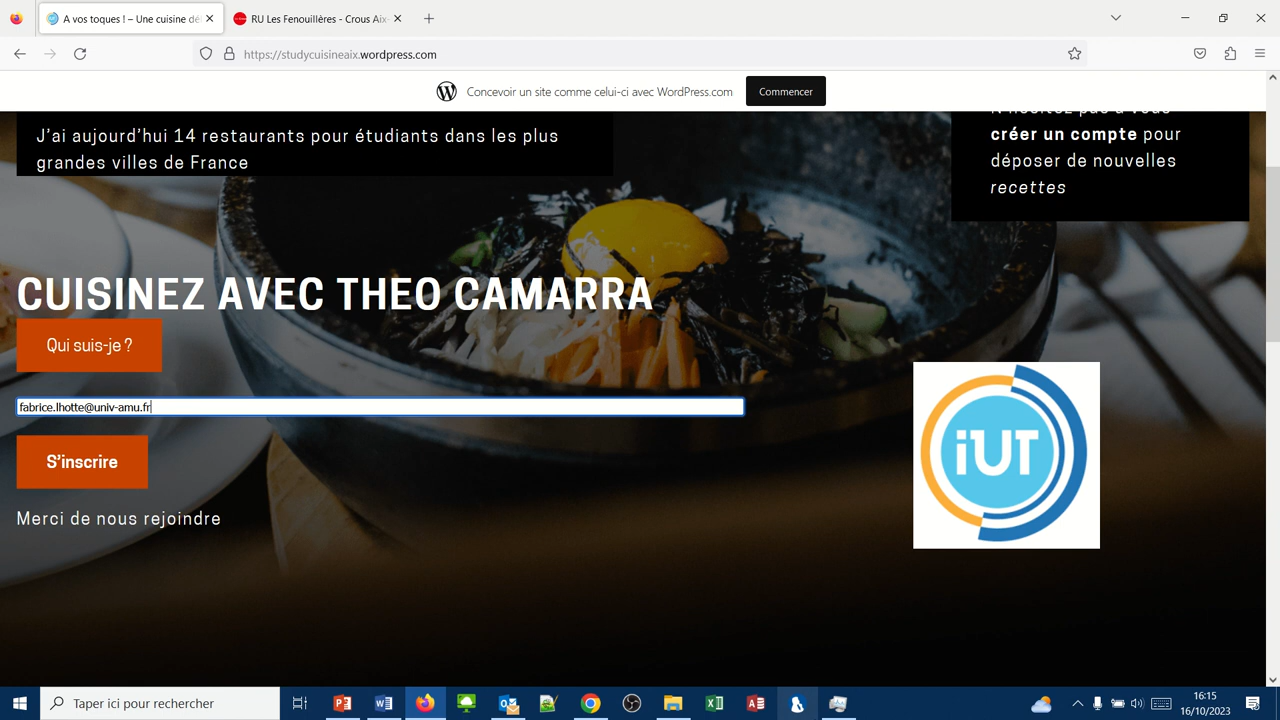 A vos toques ! – Une cuisine dé
RU Les Fenouillères - Crous Aix
https://studycuisineaix.wordpress.com
Concevoir un site comme celui-ci avec WordPress.com
Commencer
J'ai aujourd'hui 14 restaurants pour étudiants dans les plus
grandes villes de France
créer un compte pour
déposer de nouvelles
recettes
CUISINEZ AVEC THEO CAMARRA
Qui suis-je ?
fabrice.lhotte@univ-amu.fr
S'inscrire
Merci de nous rejoindre
iUT
Taper ici pour rechercher
16:15
16/10/2023